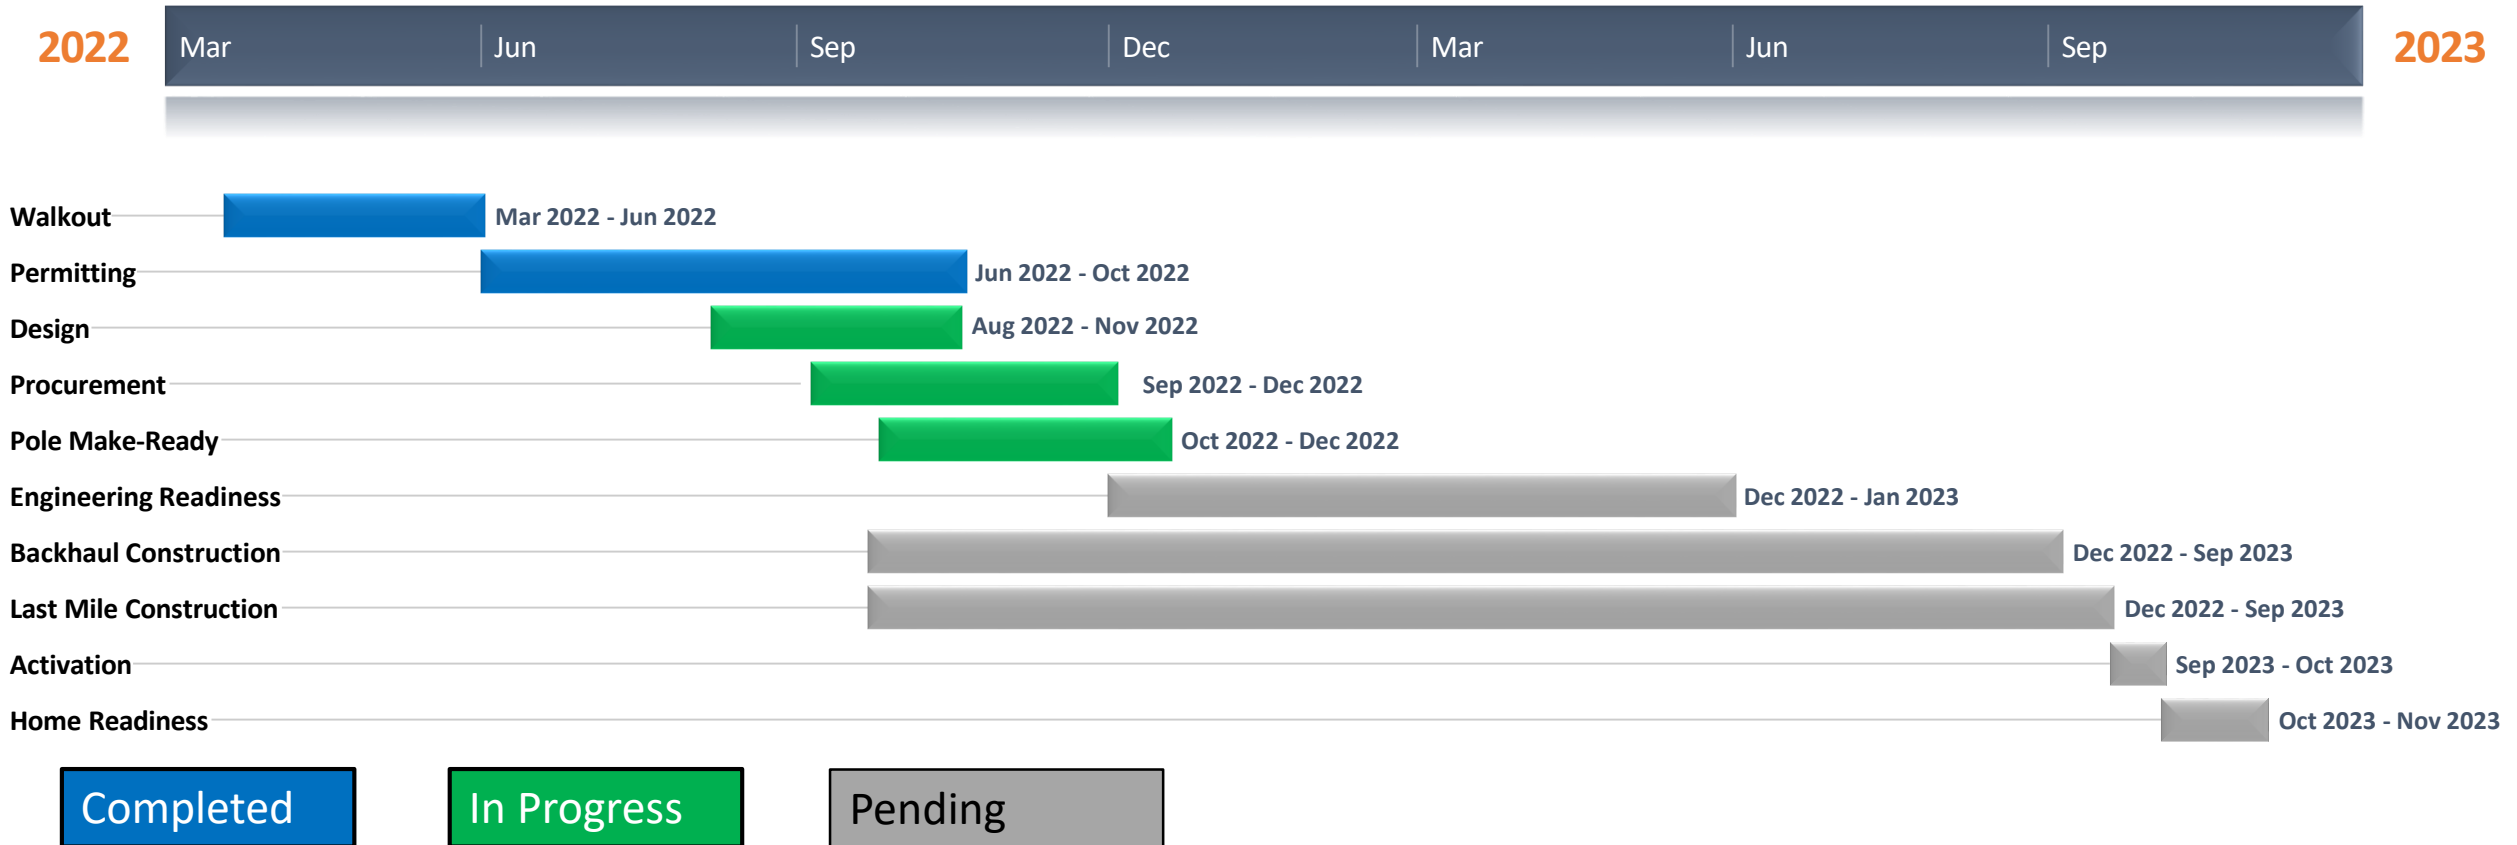 2022 Mar Jun Sep Dec Mar Jun Sep 2023
Walkout Mar 2022 - Jun 2022
Permitting Jun 2022 - Oct 2022
Design Aug 2022 - Nov 2022
Procurement Sep 2022 - Dec 2022
Pole Make-Ready Oct 2022 - Dec 2022
Engineering Readiness Dec 2022 - Jan 2023
Backhaul Construction Dec 2022 - Sep 2023
Last Mile Construction Dec 2022 - Sep 2023
Activation Sep 2023 - Oct 2023
Home Readiness Oct 2023 - Nov 2023
Completed In Progress Pending